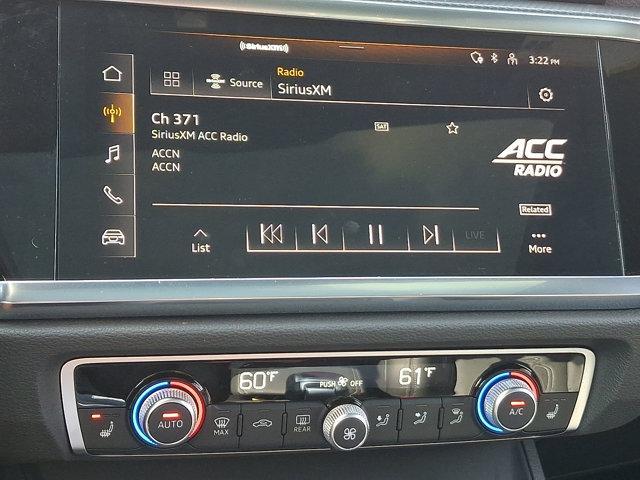 ((SiriusXM))
3:22 PM
Source
Radio
SiriusXM
Ch 371
SiriusXM ACC Radio
SAT
ACCN
ACCN
ACC
RADIO
Related
List
LIVE
More
60°F
PUSH OFF
61°F
AUTO
MAX
REAR
A/C